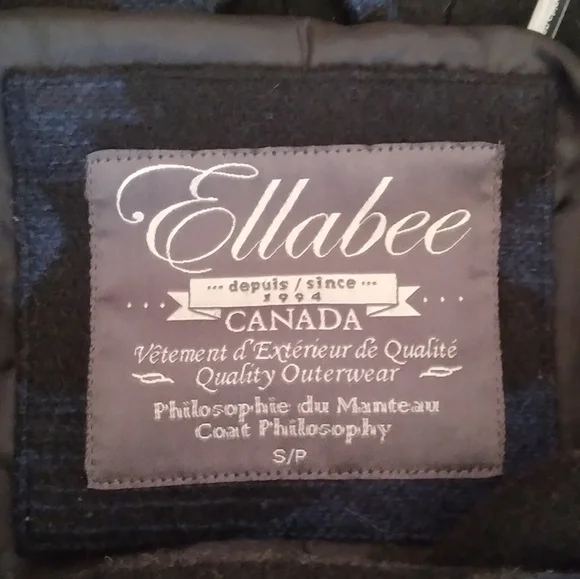 Ellabee
... depuis / since ...
1994
CANADA
Vêtement d'Extérieur de Qualité
Quality Outerwear
Philosophie du Manteau
Coat Philosophy
S/P